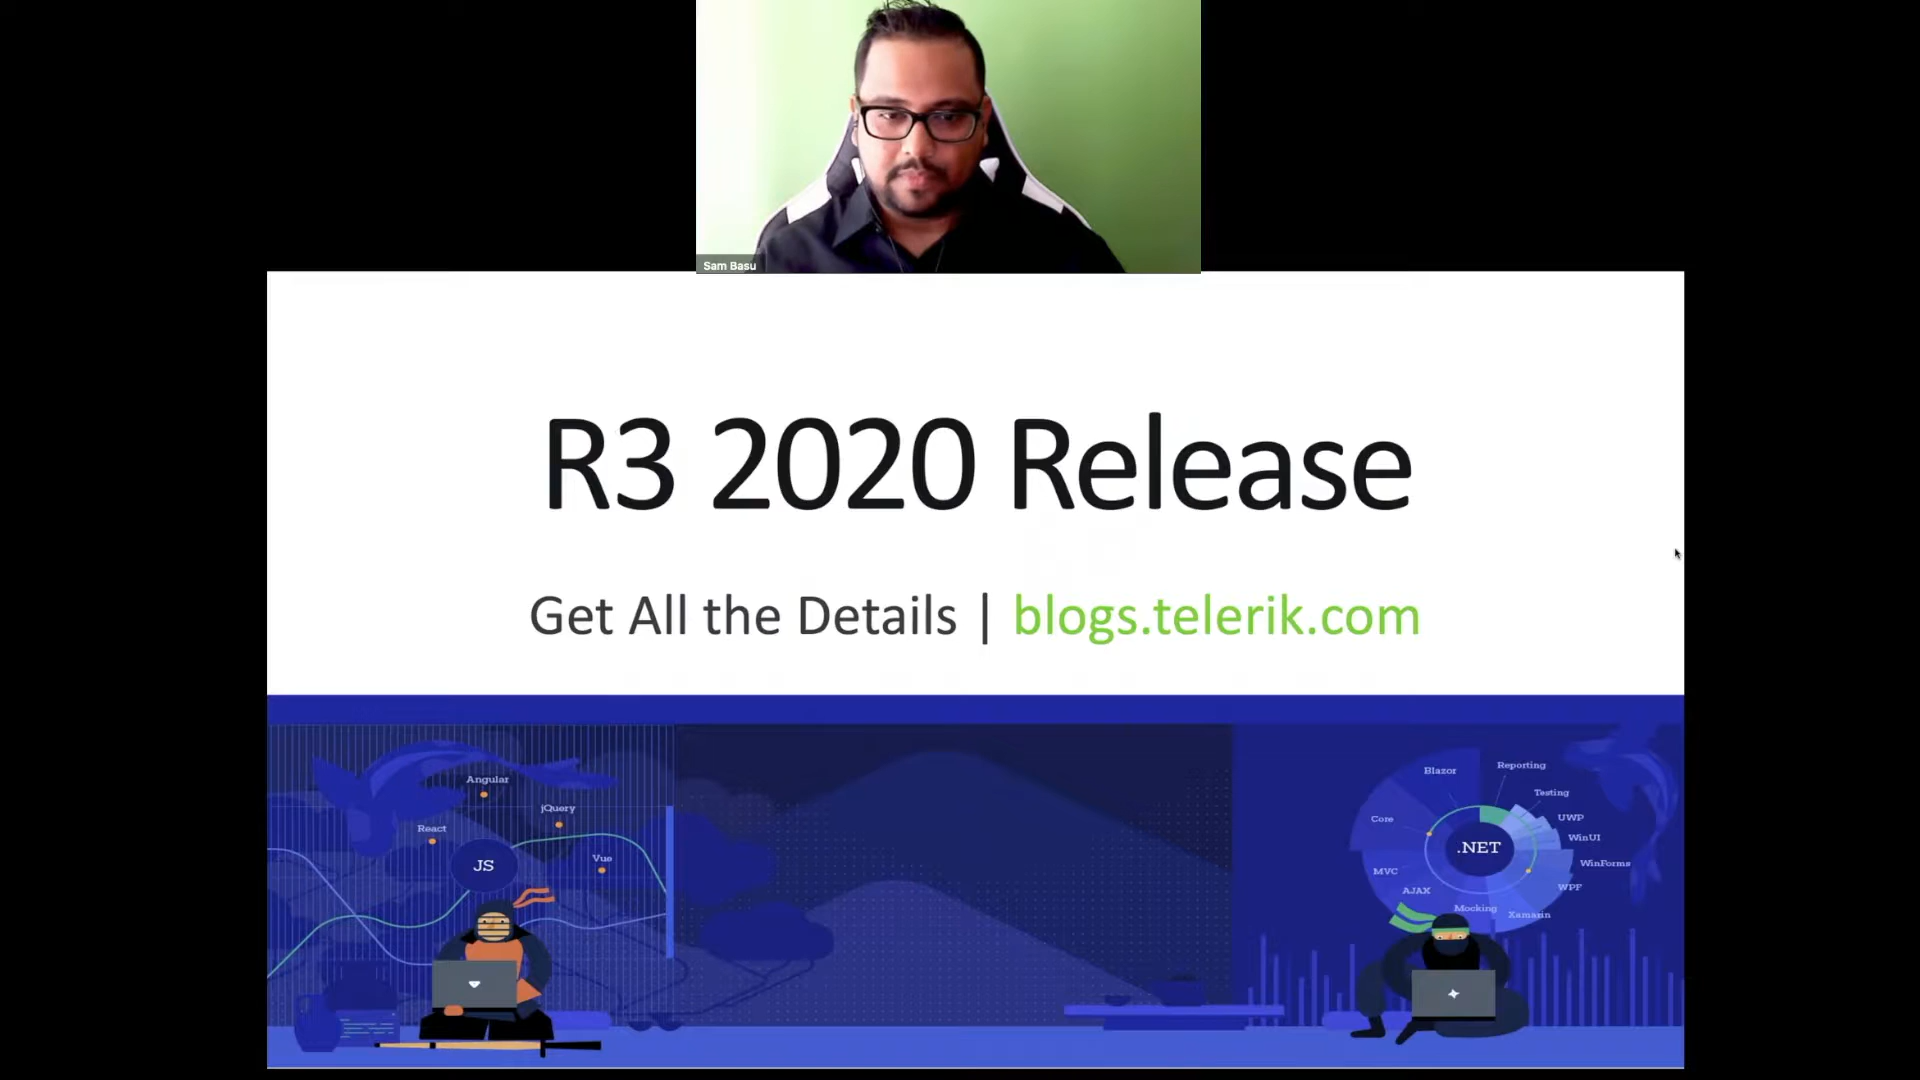 Sam Basu
R3 2020 Release
Get All the Details | blogs.telerik.com
Angular
jQuery
React
Vue
JS
Blazor
Reporting
Testing
Core
UWP
WinUI
.NET
WinForms
MVC
WPF
AJAX
Mocking
Xamarin